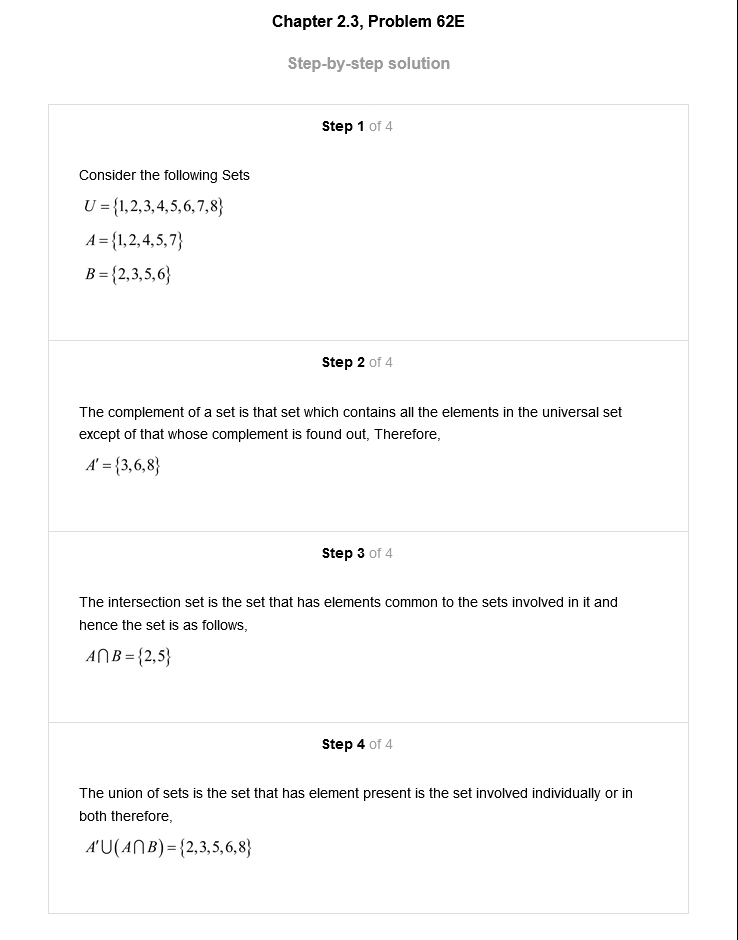 Chapter 2.3, Problem 62E
Step-by-step solution
Step 1 of 4
Consider the following Sets
U = {1,2,3,4,5,6,7,8}
A = {1,2,4,5,7}
B = {2,3,5,6}
Step 2 of 4
The complement of a set is that set which contains all the elements in the universal set
except of that whose complement is found out, Therefore,
A′ = {3,6,8}
Step 3 of 4
The intersection set is the set that has elements common to the sets involved in it and
hence the set is as follows,
A⋂B = {2,5}
Step 4 of 4
The union of sets is the set that has element present is the set involved individually or in
both therefore,
A′⋃(A⋂B) = {2,3,5,6,8}